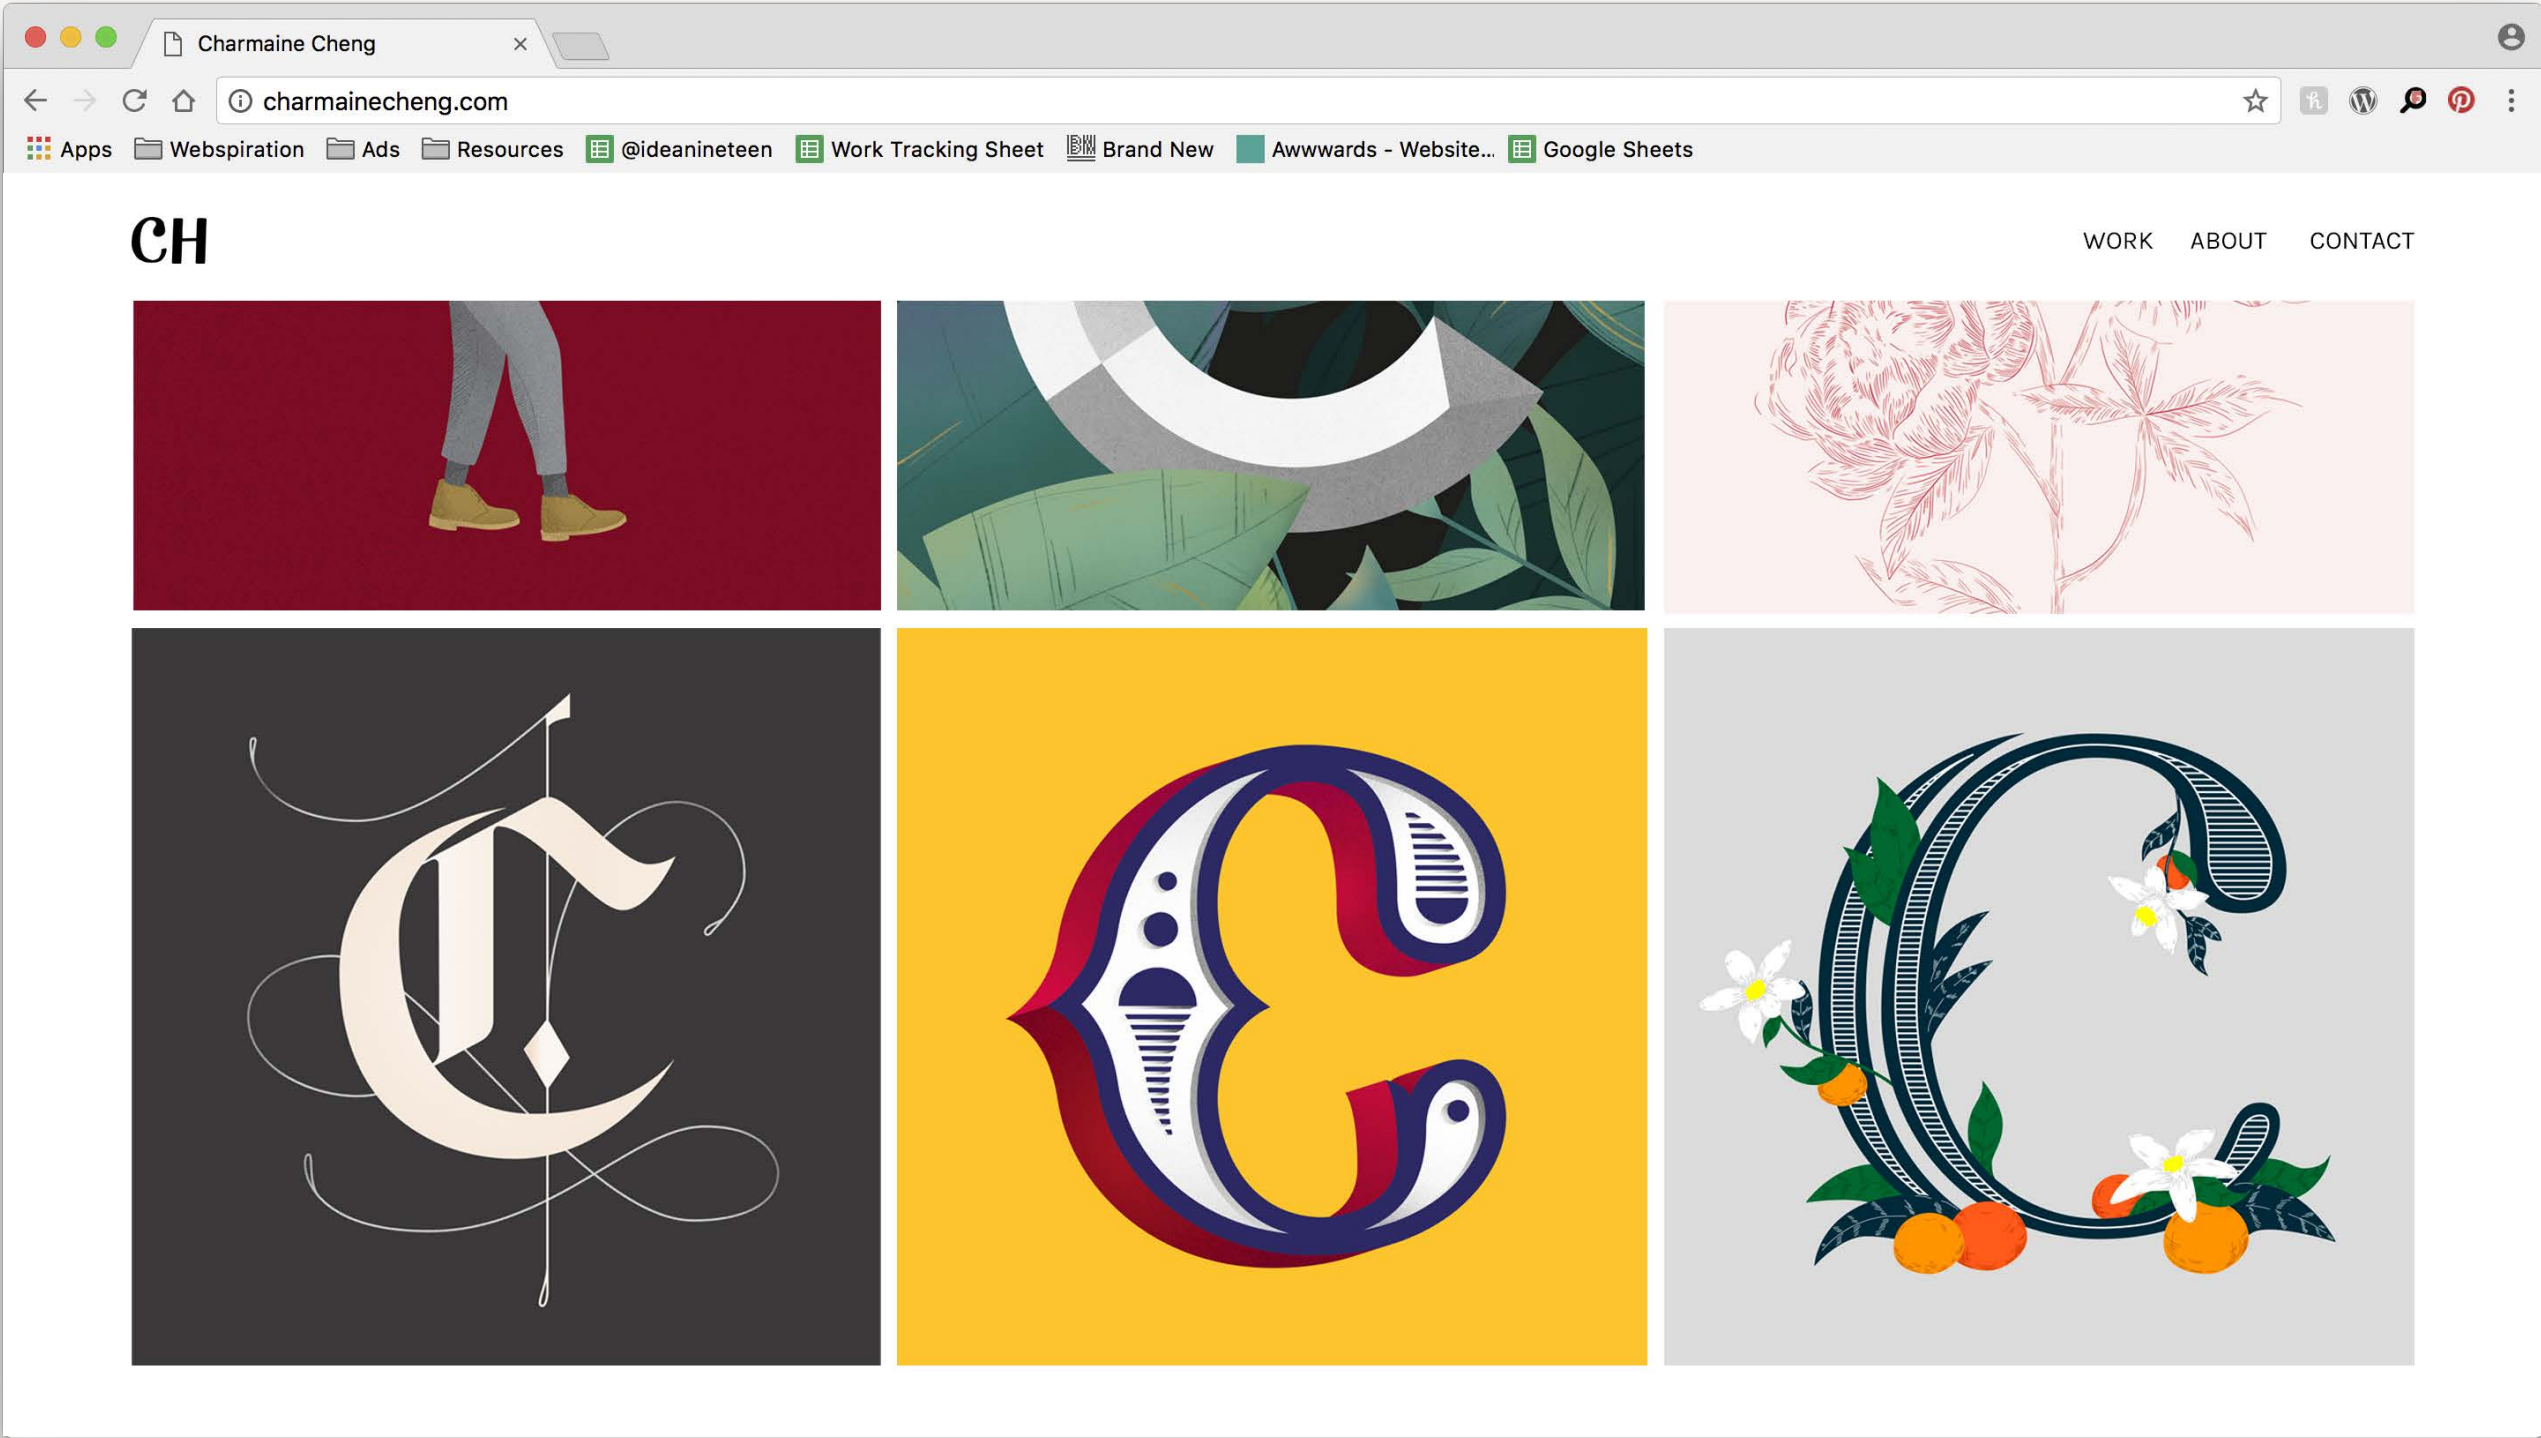 Charmaine Cheng
charmainecheng.com
Apps Webspiration Ads Resources @ideanineteen Work Tracking Sheet BN Brand New Awwwards - Website... Google Sheets
CH WORK ABOUT CONTACT
C C C